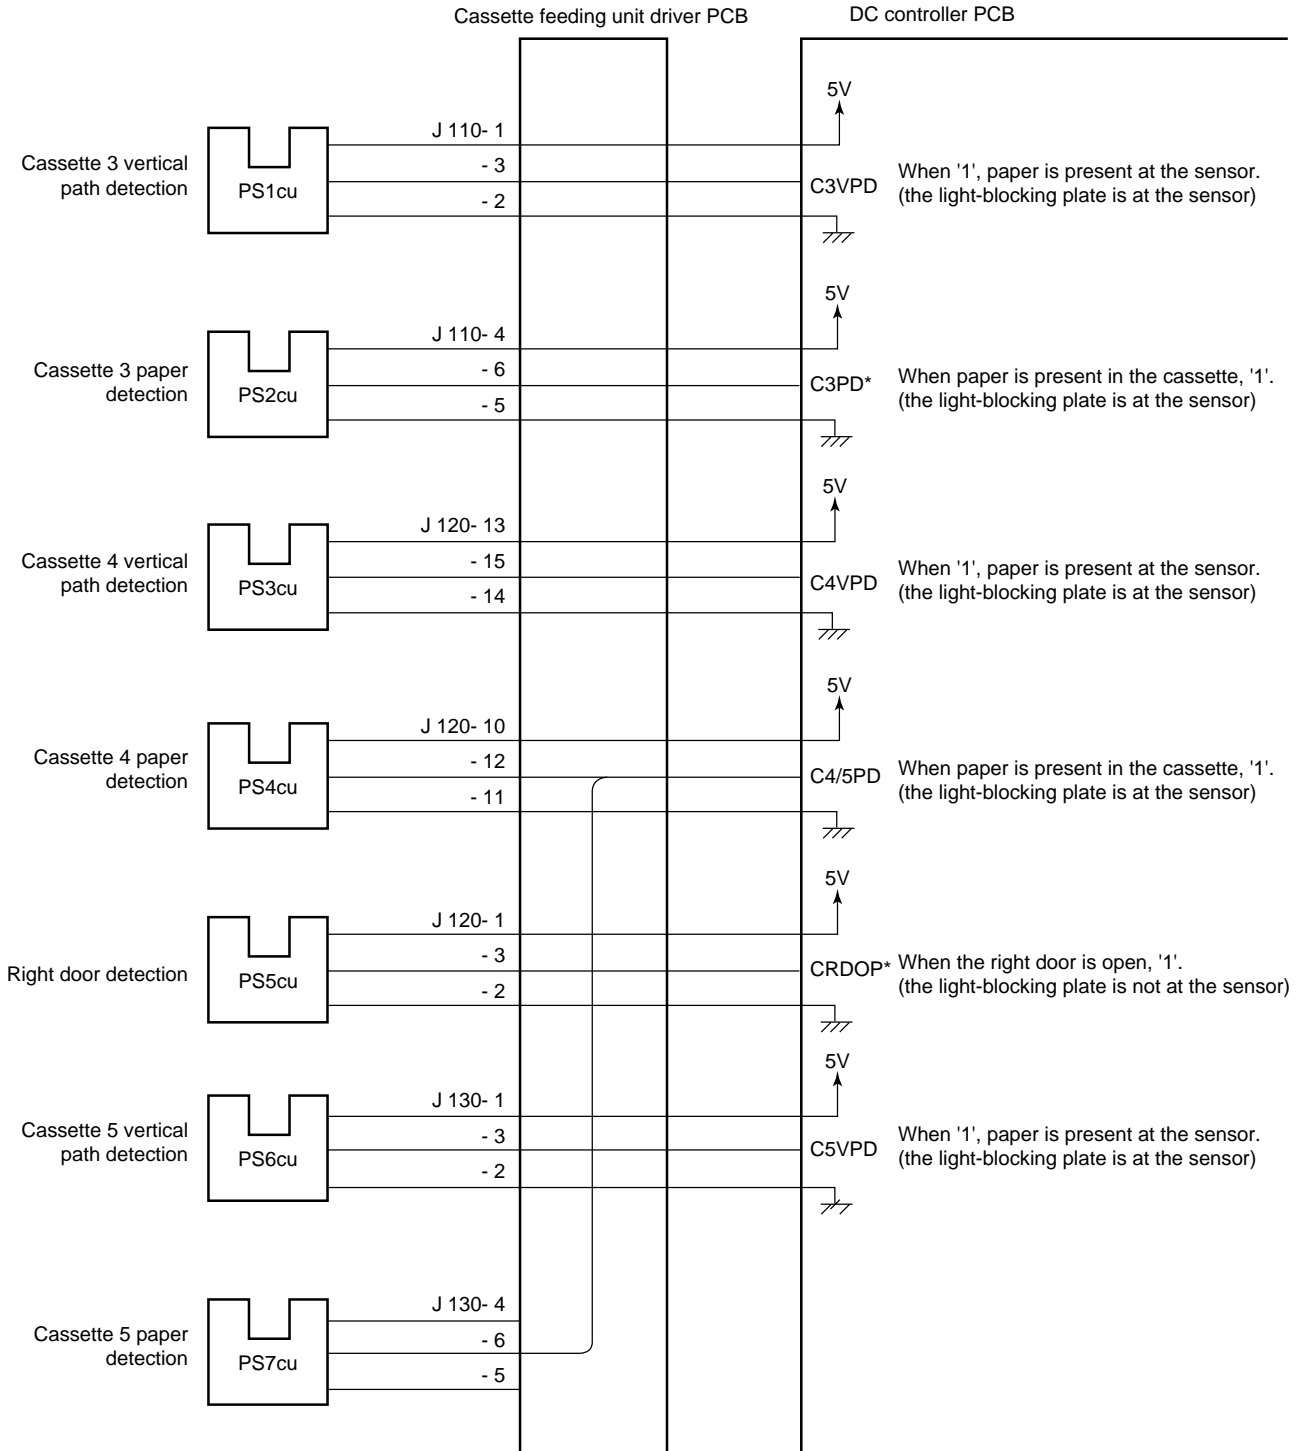 Cassette feeding unit driver PCB
DC controller PCB
5V
J 110- 1
Cassette 3 vertical
path detection
PS1cu
- 3
- 2
C3VPD
When '1', paper is present at the sensor.
(the light-blocking plate is at the sensor)
5V
J 110- 4
Cassette 3 paper
detection
PS2cu
- 6
- 5
C3PD*
When paper is present in the cassette, '1'.
(the light-blocking plate is at the sensor)
5V
J 120- 13
Cassette 4 vertical
path detection
PS3cu
- 15
- 14
C4VPD
When '1', paper is present at the sensor.
(the light-blocking plate is at the sensor)
5V
J 120- 10
Cassette 4 paper
detection
PS4cu
- 12
- 11
C4/5PD
When paper is present in the cassette, '1'.
(the light-blocking plate is at the sensor)
5V
J 120- 1
Right door detection
PS5cu
- 3
- 2
CRDOP*
When the right door is open, '1'.
(the light-blocking plate is not at the sensor)
5V
J 130- 1
Cassette 5 vertical
path detection
PS6cu
- 3
- 2
C5VPD
When '1', paper is present at the sensor.
(the light-blocking plate is at the sensor)
J 130- 4
Cassette 5 paper
detection
PS7cu
- 6
- 5